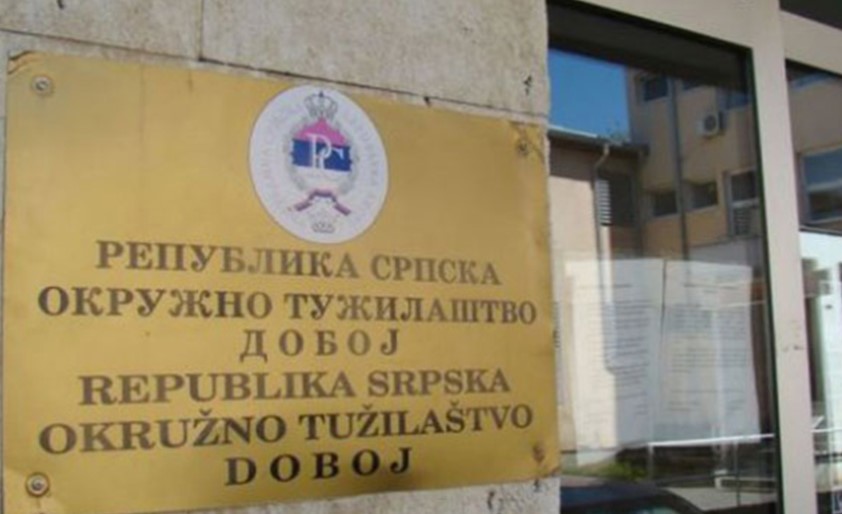 РЕПУБЛИКА СРПСКА
ОКРУЖНО ТУЖИЛАШТВО
ДОБОЈ
REPUBLIKA SRPSKA
OKRUŽNO TUŽILAŠTVO
DOBOJ